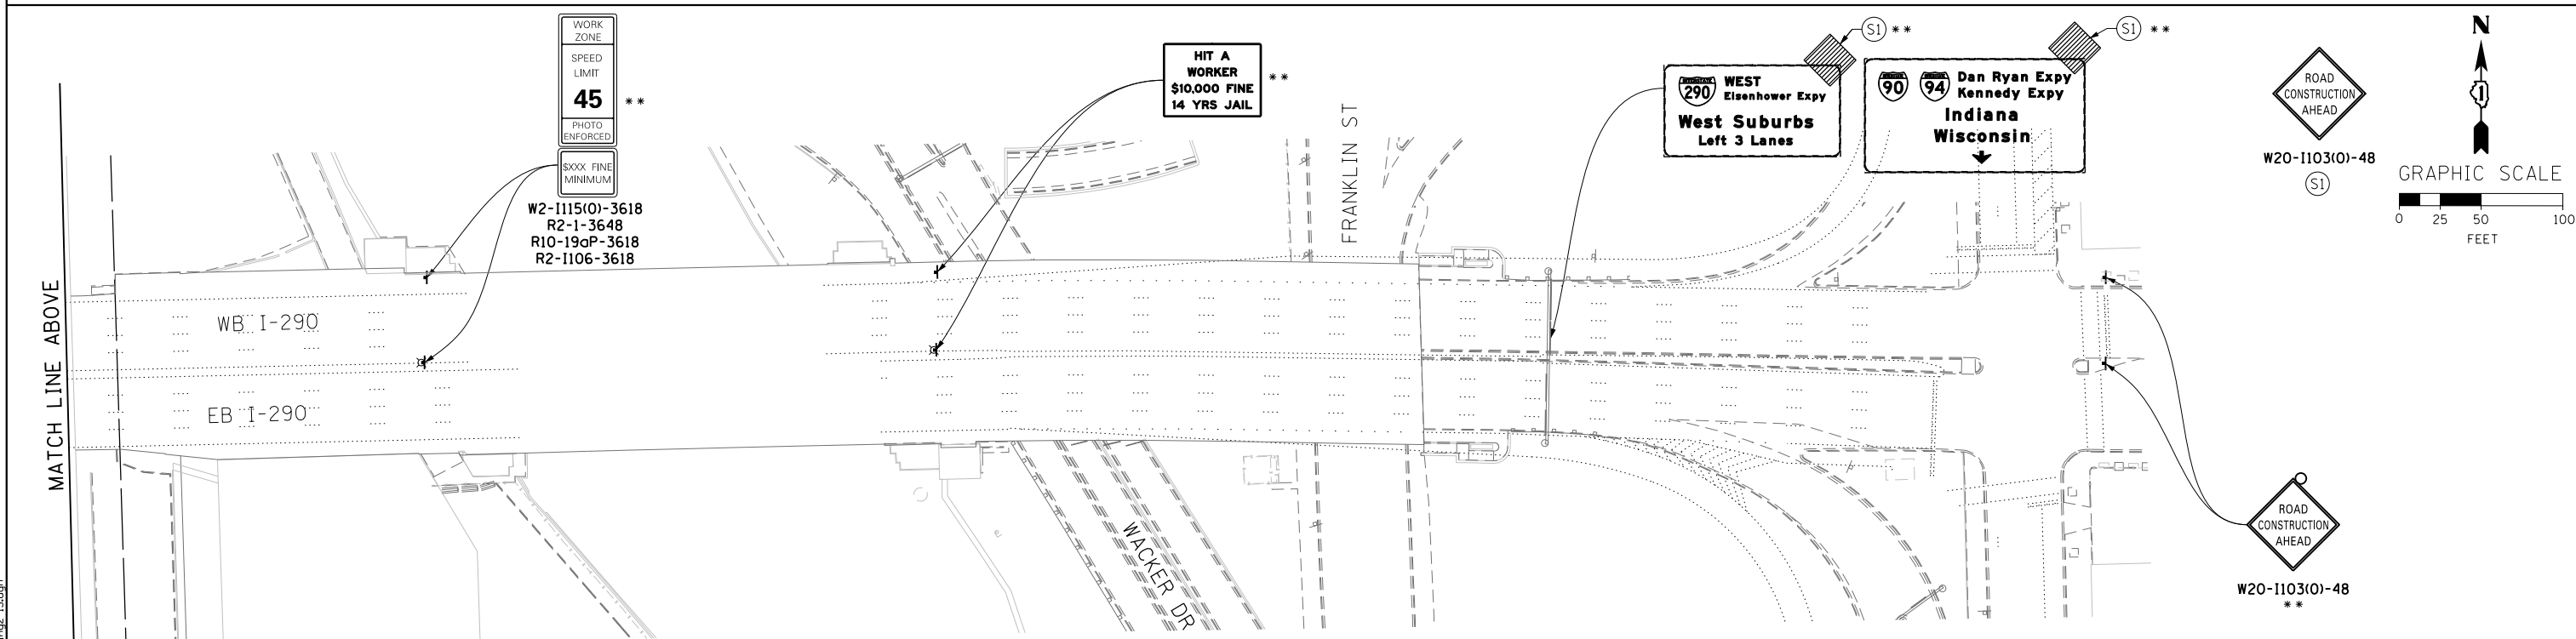 WORK
ZONE
SPEED
LIMIT
45
PHOTO
ENFORCED
**
$XXX FINE
MINIMUM
W2-I115(O)-3618
R2-1-3648
R10-19aP-3618
R2-I106-3618
HIT A
WORKER
$10,000 FINE
14 YRS JAIL
**
FRANKLIN ST
INTERSTATE
290
WEST
Eisenhower Expy
West Suburbs
Left 3 Lanes
S1 **
90 94 Dan Ryan Expy
Kennedy Expy
Indiana
Wisconsin
S1 **
ROAD
CONSTRUCTION
AHEAD
W20-I103(O)-48
S1
N
1
GRAPHIC SCALE
0 25 50 100
FEET
MATCH LINE ABOVE
WB I-290
EB I-290
WACKER DR
ROAD
CONSTRUCTION
AHEAD
W20-I103(O)-48
**